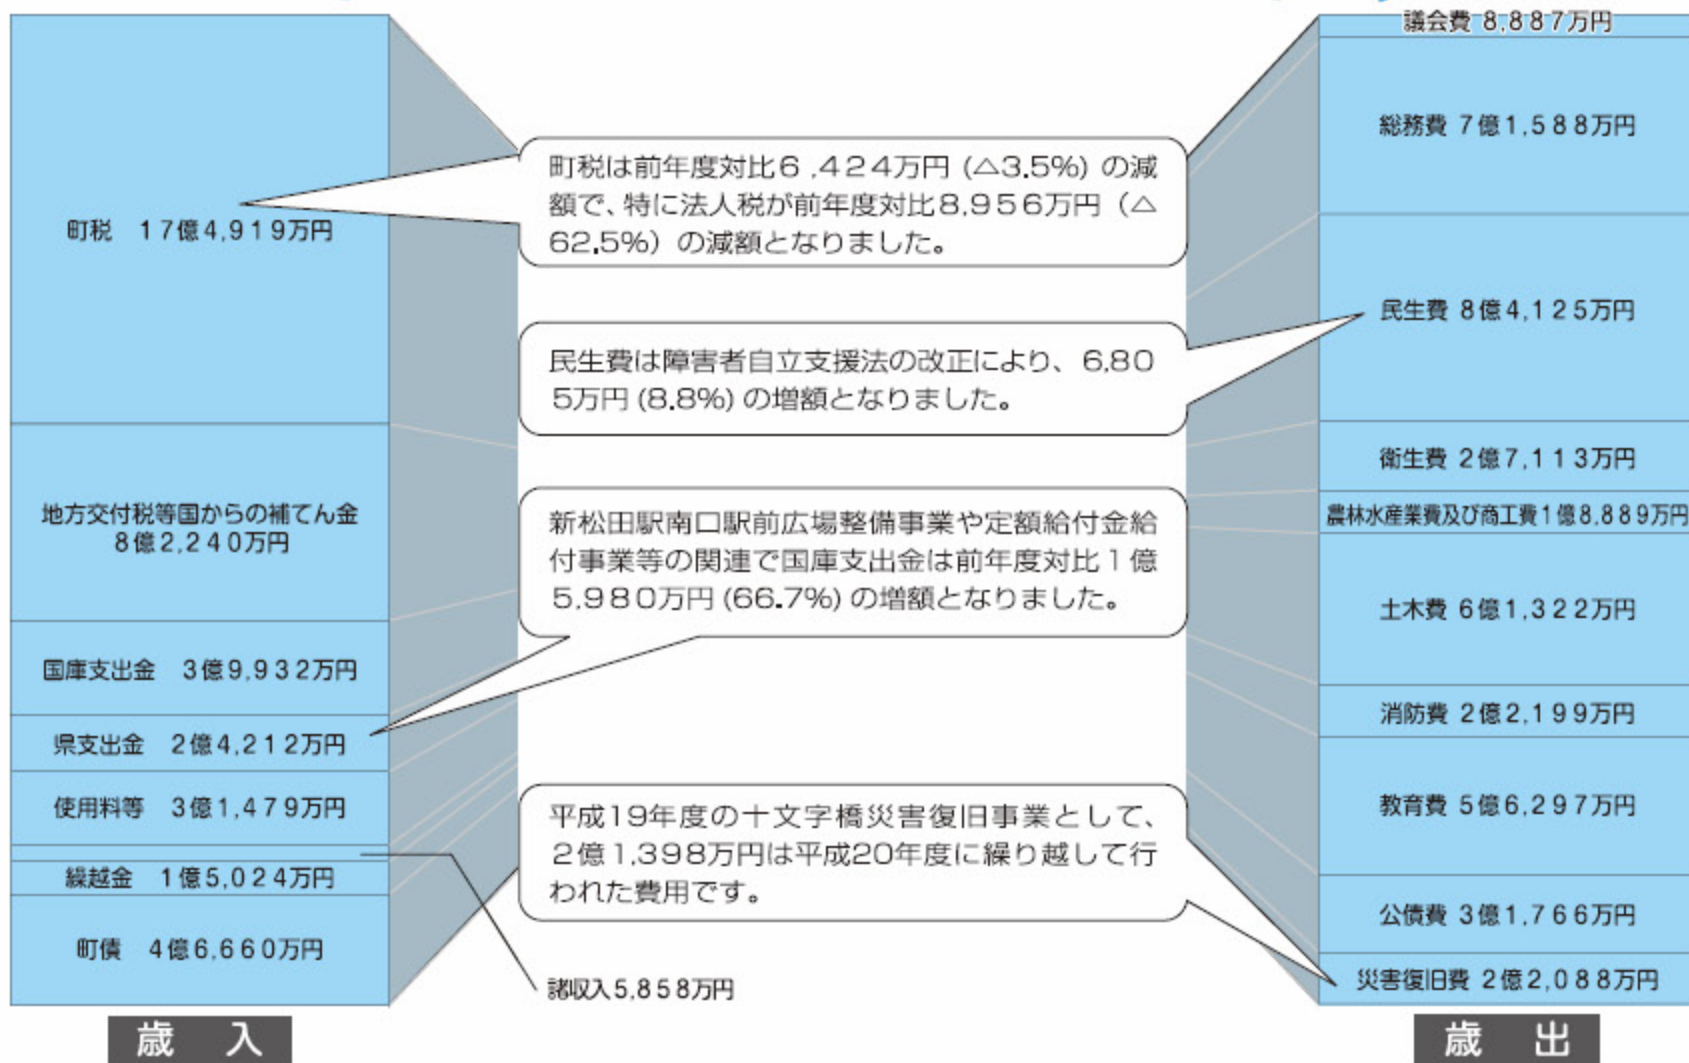 町税　17億4,919万円
地方交付税等国からの補てん金
8億2,240万円
国庫支出金　3億9,932万円
県支出金　2億4,212万円
使用料等　3億1,479万円
繰越金　1億5,024万円
町債　4億6,660万円
諸収入5,858万円
歳　入
町税は前年度対比6,424万円 (△3.5%) の減
額で、特に法人税が前年度対比8,956万円（△
62.5%）の減額となりました。
民生費は障害者自立支援法の改正により、6,80
5万円 (8.8%) の増額となりました。
新松田駅南口駅前広場整備事業や定額給付金給
付事業等の関連で国庫支出金は前年度対比1億
5,980万円 (66.7%) の増額となりました。
平成19年度の十文字橋災害復旧事業として、
2億1,398万円は平成20年度に繰り越して行
われた費用です。
議会費 8,887万円
総務費 7億1,588万円
民生費 8億4,125万円
衛生費 2億7,113万円
農林水産業費及び商工費1億8,889万円
土木費 6億1,322万円
消防費 2億2,199万円
教育費 5億6,297万円
公債費 3億1,766万円
災害復旧費 2億2,088万円
歳　出